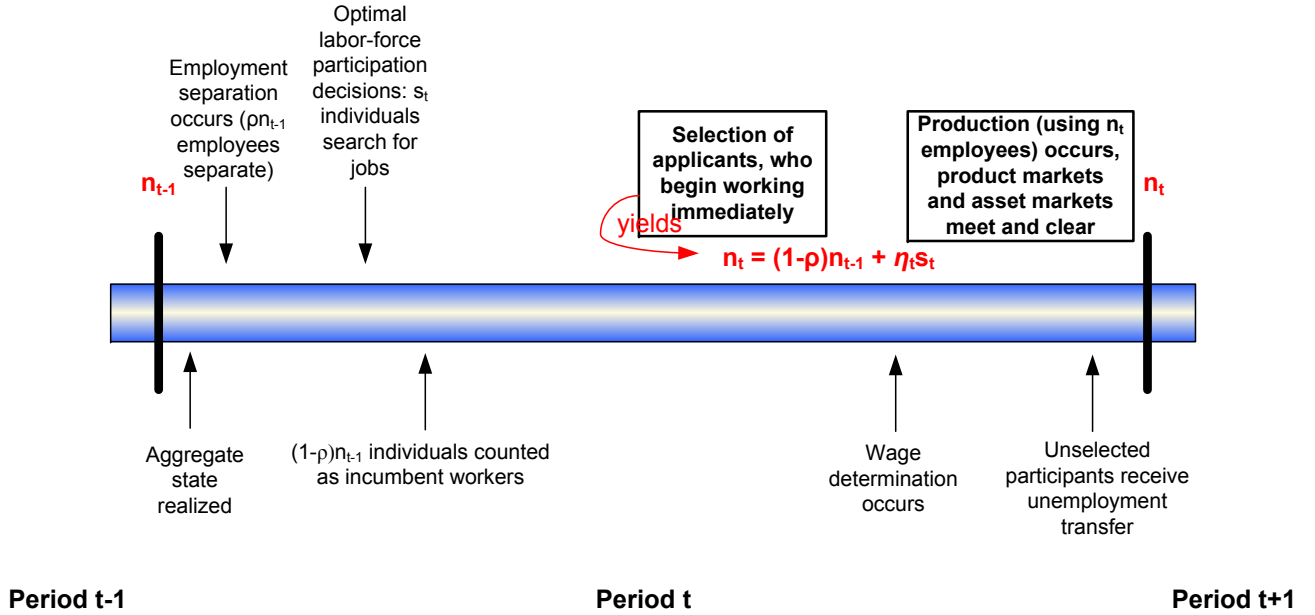 Employment
separation
occurs (ρnₜ₋₁
employees
separate)
Optimal
labor-force
participation
decisions: sₜ
individuals
search for
jobs
Selection of
applicants, who
begin working
immediately
Production (using nₜ
employees) occurs,
product markets
and asset markets
meet and clear
nₜ₋₁
nₜ
yields
nₜ = (1-ρ)nₜ₋₁ + ηₜsₜ
Aggregate
state
realized
(1-ρ)nₜ₋₁ individuals counted
as incumbent workers
Wage
determination
occurs
Unselected
participants receive
unemployment
transfer
Period t-1
Period t
Period t+1